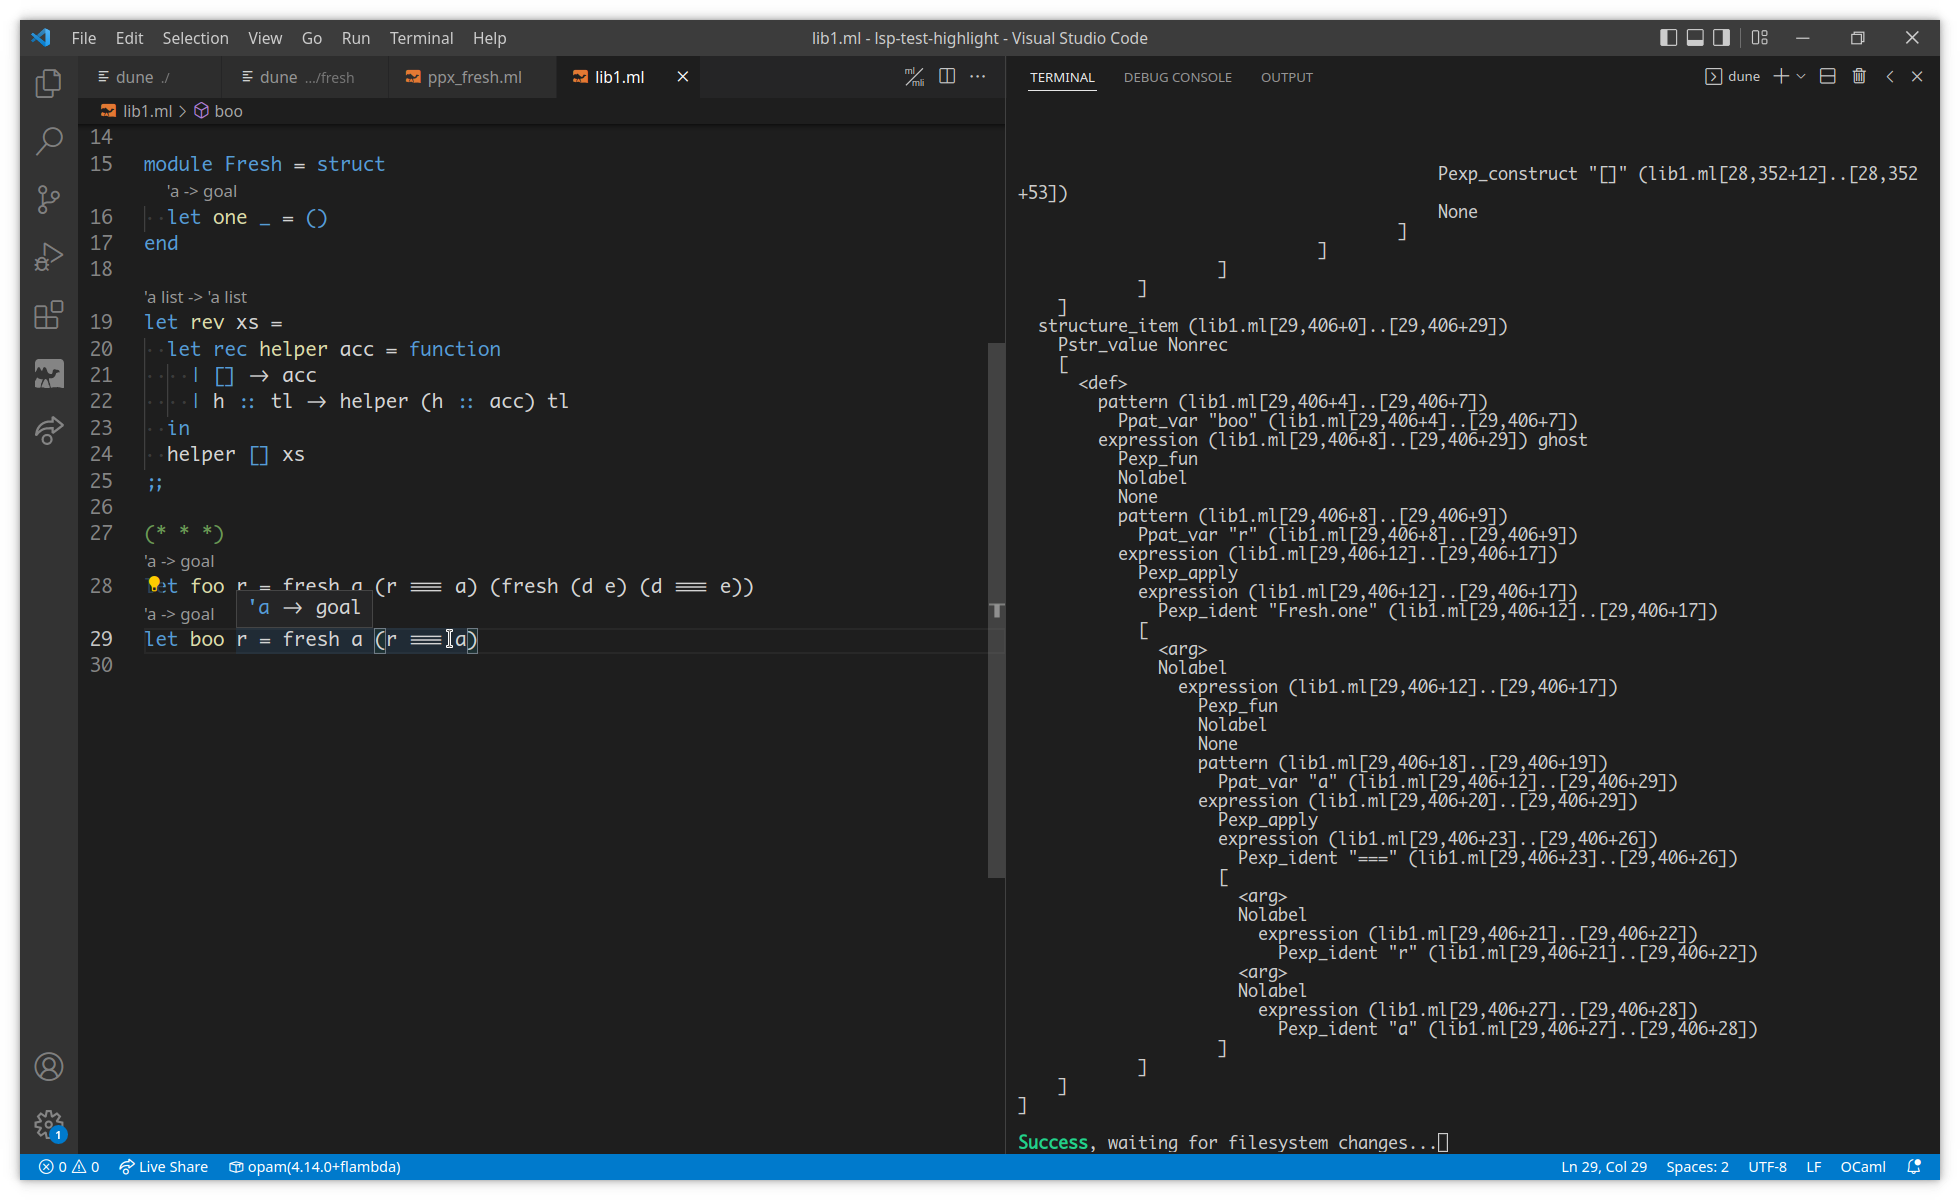 File Edit Selection View Go Run Terminal Help
lib1.ml - lsp-test-highlight - Visual Studio Code
dune ./
dune .../fresh
ppx_fresh.ml
lib1.ml
ml/mli
lib1.ml > boo
14
15 module Fresh = struct
'a -> goal
16 let one _ = ()
17 end
18
'a list -> 'a list
19 let rev xs =
20 let rec helper acc = function
21 | [] → acc
22 | h :: tl → helper (h :: acc) tl
23 in
24 helper [] xs
25 ;;
26
27 (* * *)
'a -> goal
28 let foo r = fresh a (r === a) (fresh (d e) (d === e))
'a -> goal
'a → goal
29 let boo r = fresh a (r === a)
30
TERMINAL DEBUG CONSOLE OUTPUT
dune
Pexp_construct "[]" (lib1.ml[28,352+12]..[28,352
+53])
None
]
]
]
]
]
structure_item (lib1.ml[29,406+0]..[29,406+29])
Pstr_value Nonrec
[
<def>
pattern (lib1.ml[29,406+4]..[29,406+7])
Ppat_var "boo" (lib1.ml[29,406+4]..[29,406+7])
expression (lib1.ml[29,406+8]..[29,406+29]) ghost
Pexp_fun
Nolabel
None
pattern (lib1.ml[29,406+8]..[29,406+9])
Ppat_var "r" (lib1.ml[29,406+8]..[29,406+9])
expression (lib1.ml[29,406+12]..[29,406+17])
Pexp_apply
expression (lib1.ml[29,406+12]..[29,406+17])
Pexp_ident "Fresh.one" (lib1.ml[29,406+12]..[29,406+17])
[
<arg>
Nolabel
expression (lib1.ml[29,406+12]..[29,406+17])
Pexp_fun
Nolabel
None
pattern (lib1.ml[29,406+18]..[29,406+19])
Ppat_var "a" (lib1.ml[29,406+12]..[29,406+29])
expression (lib1.ml[29,406+20]..[29,406+29])
Pexp_apply
expression (lib1.ml[29,406+23]..[29,406+26])
Pexp_ident "===" (lib1.ml[29,406+23]..[29,406+26])
[
<arg>
Nolabel
expression (lib1.ml[29,406+21]..[29,406+22])
Pexp_ident "r" (lib1.ml[29,406+21]..[29,406+22])
<arg>
Nolabel
expression (lib1.ml[29,406+27]..[29,406+28])
Pexp_ident "a" (lib1.ml[29,406+27]..[29,406+28])
]
]
]
]
Success, waiting for filesystem changes...
1
0 0 Live Share opam(4.14.0+flambda)
Ln 29, Col 29 Spaces: 2 UTF-8 LF OCaml